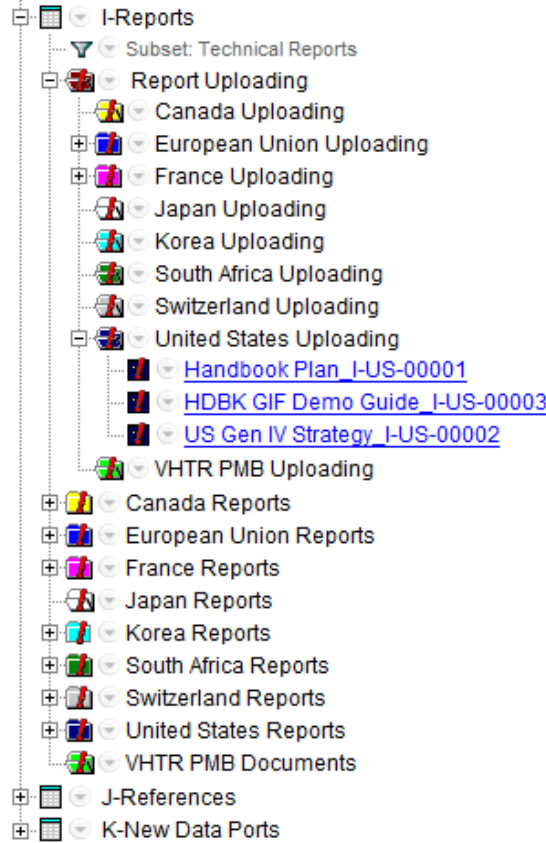 I-Reports
Subset: Technical Reports
Report Uploading
Canada Uploading
European Union Uploading
France Uploading
Japan Uploading
Korea Uploading
South Africa Uploading
Switzerland Uploading
United States Uploading
Handbook Plan_I-US-00001
HDBK GIF Demo Guide_I-US-00003
US Gen IV Strategy_I-US-00002
VHTR PMB Uploading
Canada Reports
European Union Reports
France Reports
Japan Reports
Korea Reports
South Africa Reports
Switzerland Reports
United States Reports
VHTR PMB Documents
J-References
K-New Data Ports